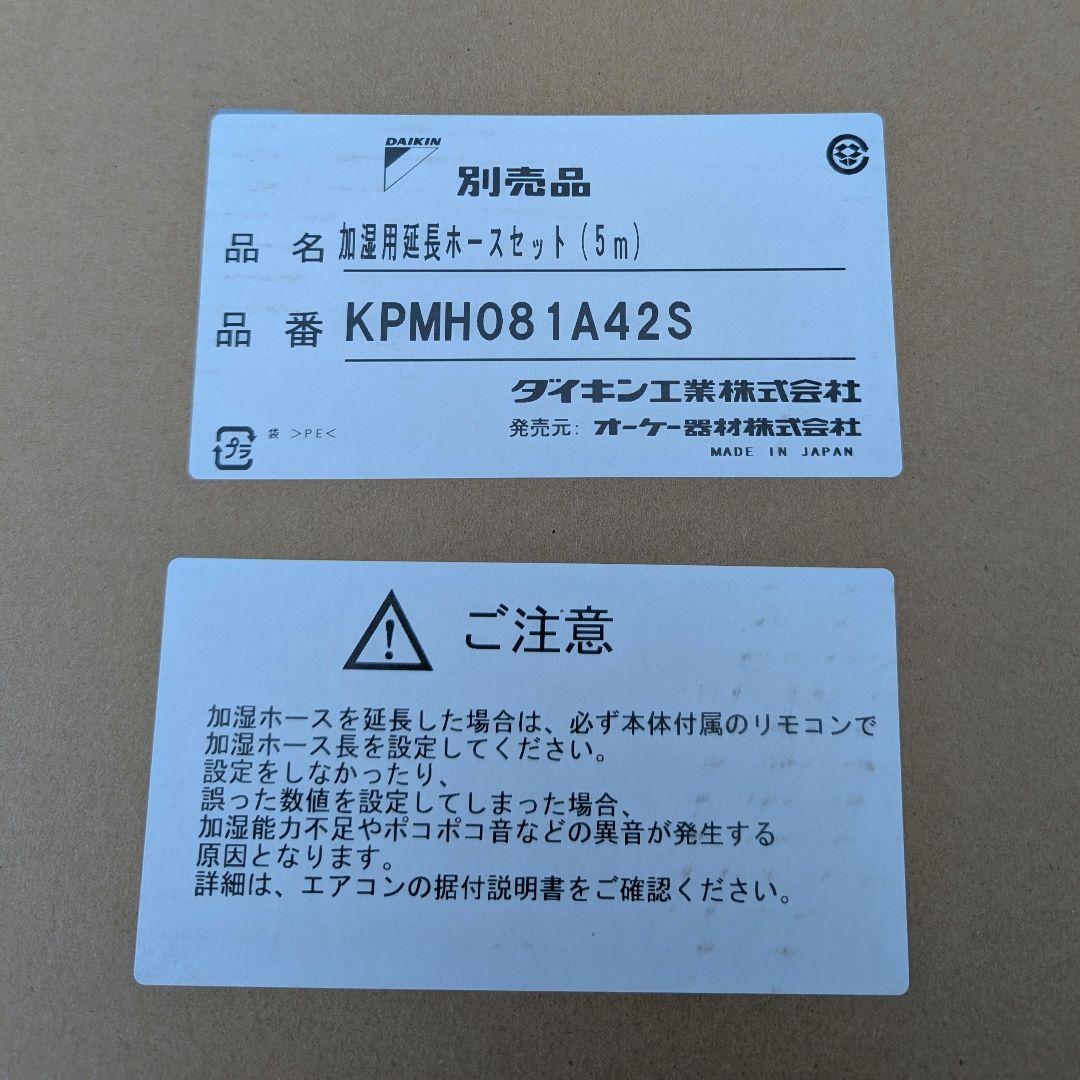 DAIKIN
別売品
品 名 加湿用延長ホースセット(5m)
品 番 KPMH081A42S
ダイキン工業株式会社
発売元: オーケー器材株式会社
MADE IN JAPAN
プラ 袋 >PE<
ご注意
加湿ホースを延長した場合は、必ず本体付属のリモコンで
加湿ホース長を設定してください。
設定をしなかったり、
誤った数値を設定してしまった場合、
加湿能力不足やポコポコ音などの異音が発生する
原因となります。
詳細は、エアコンの据付説明書をご確認ください。